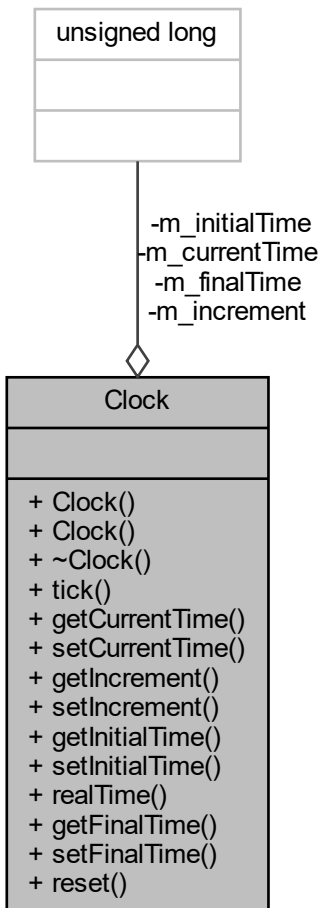 unsigned long
-m_initialTime
-m_currentTime
-m_finalTime
-m_increment
Clock
+ Clock()
+ Clock()
+ ~Clock()
+ tick()
+ getCurrentTime()
+ setCurrentTime()
+ getIncrement()
+ setIncrement()
+ getInitialTime()
+ setInitialTime()
+ realTime()
+ getFinalTime()
+ setFinalTime()
+ reset()